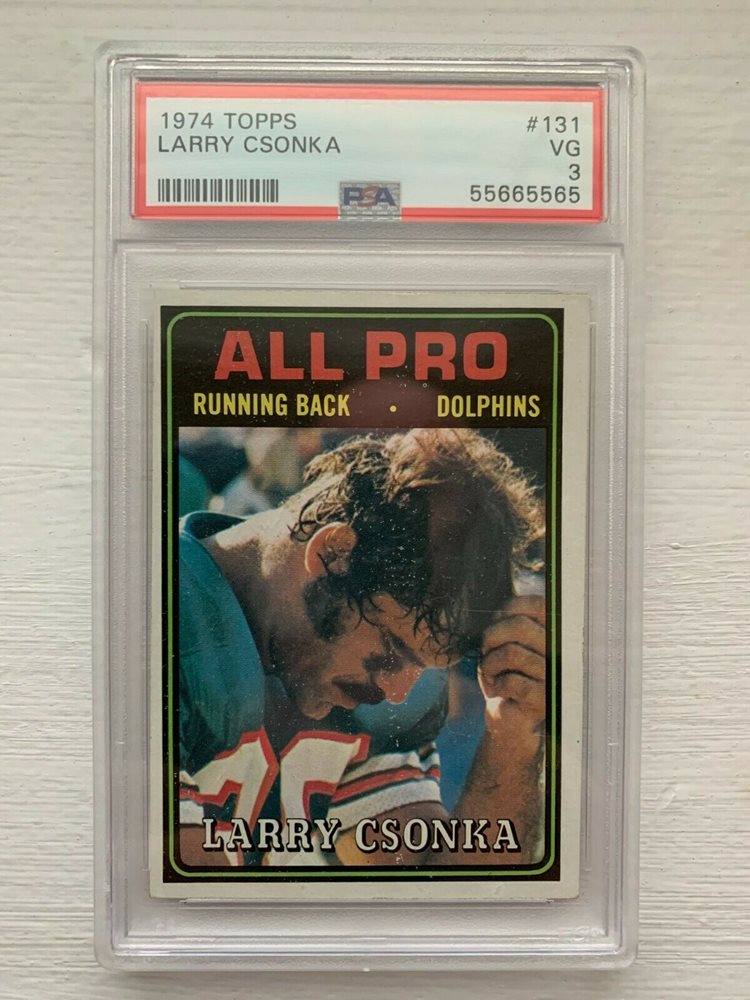 1974 TOPPS #131
LARRY CSONKA VG
3
PSA 55665565
ALL PRO
RUNNING BACK • DOLPHINS
LARRY CSONKA